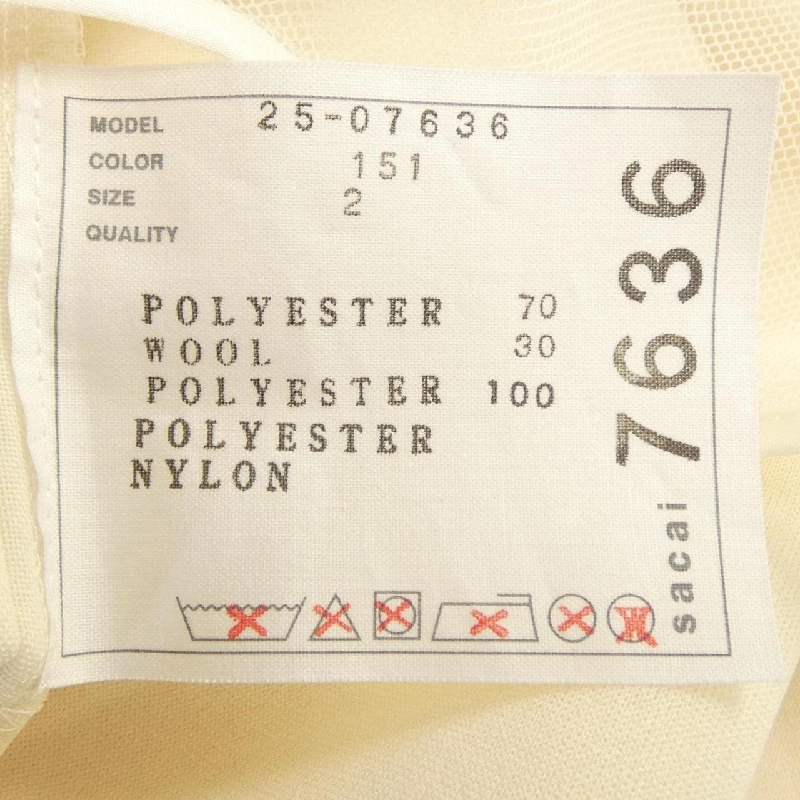 MODEL 25-07636
COLOR 151
SIZE 2
QUALITY
POLYESTER 70
WOOL 30
POLYESTER 100
POLYESTER
NYLON
W
sacai 7636